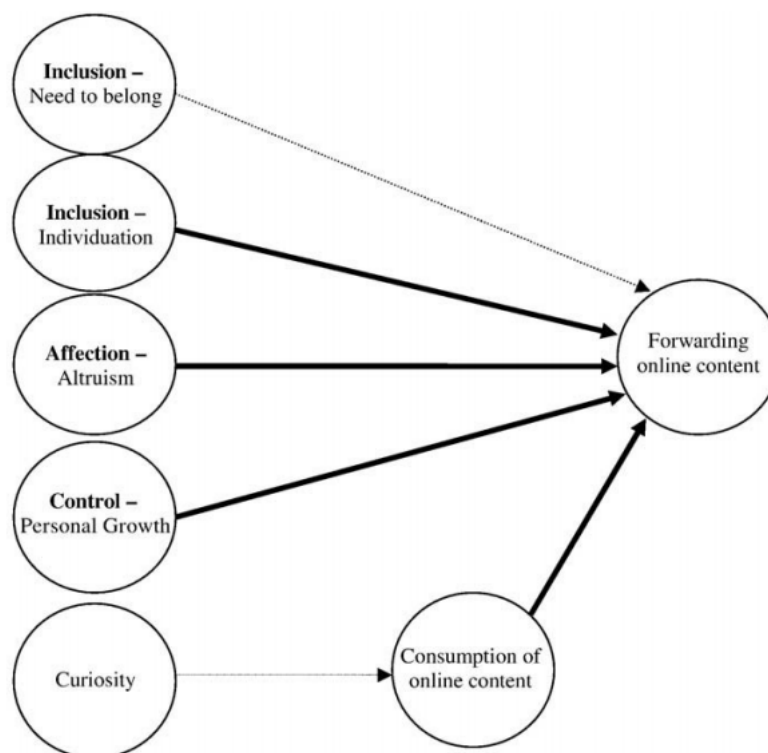 Inclusion –
Need to belong
Inclusion –
Individuation
Affection –
Altruism
Control –
Personal Growth
Curiosity
Consumption of
online content
Forwarding
online content